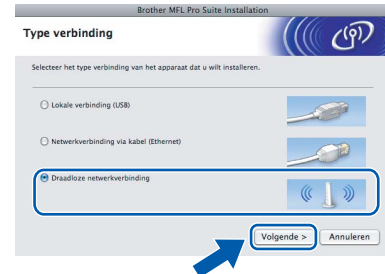 Brother MFL Pro Suite Installation
Type verbinding
Selecteer het type verbinding van het apparaat dat u wilt installeren.
Lokale verbinding (USB)
Netwerkverbinding via kabel (Ethernet)
Draadloze netwerkverbinding
Volgende >
Annuleren